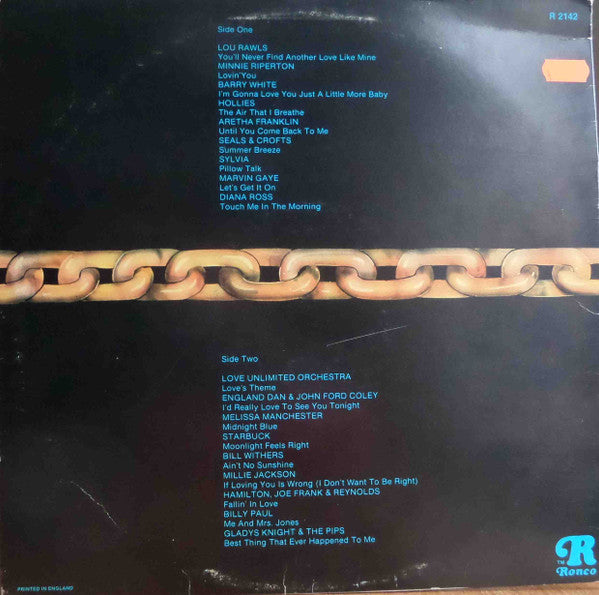 R 2142
Side One
LOU RAWLS
You'll Never Find Another Love Like Mine
MINNIE RIPERTON
Lovin' You
BARRY WHITE
I'm Gonna Love You Just A Little More Baby
HOLLIES
The Air That I Breathe
ARETHA FRANKLIN
Until You Come Back To Me
SEALS & CROFTS
Summer Breeze
SYLVIA
Pillow Talk
MARVIN GAYE
Let's Get It On
DIANA ROSS
Touch Me In The Morning
Side Two
LOVE UNLIMITED ORCHESTRA
Love's Theme
ENGLAND DAN & JOHN FORD COLEY
I'd Really Love To See You Tonight
MELISSA MANCHESTER
Midnight Blue
STARBUCK
Moonlight Feels Right
BILL WITHERS
Ain't No Sunshine
MILLIE JACKSON
If Loving You Is Wrong (I Don't Want To Be Right)
HAMILTON, JOE FRANK & REYNOLDS
Fallin' In Love
BILLY PAUL
Me And Mrs. Jones
GLADYS KNIGHT & THE PIPS
Best Thing That Ever Happened To Me
R
TM
Ronco
PRINTED IN ENGLAND